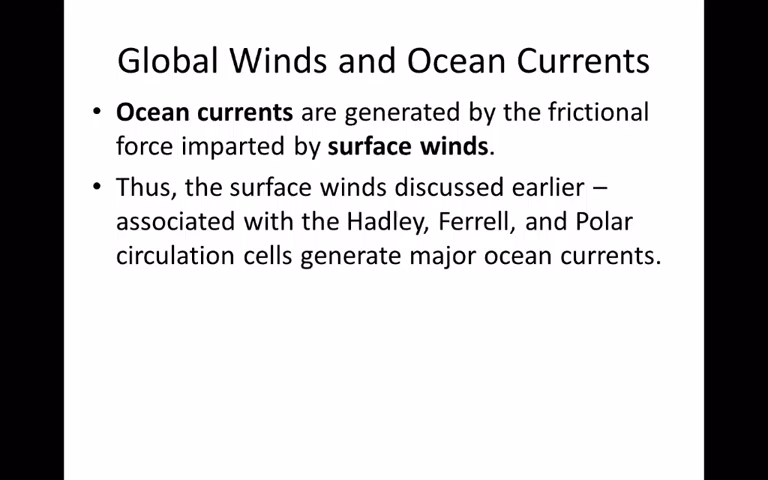 Global Winds and Ocean Currents
• Ocean currents are generated by the frictional
force imparted by surface winds.
• Thus, the surface winds discussed earlier –
associated with the Hadley, Ferrell, and Polar
circulation cells generate major ocean currents.